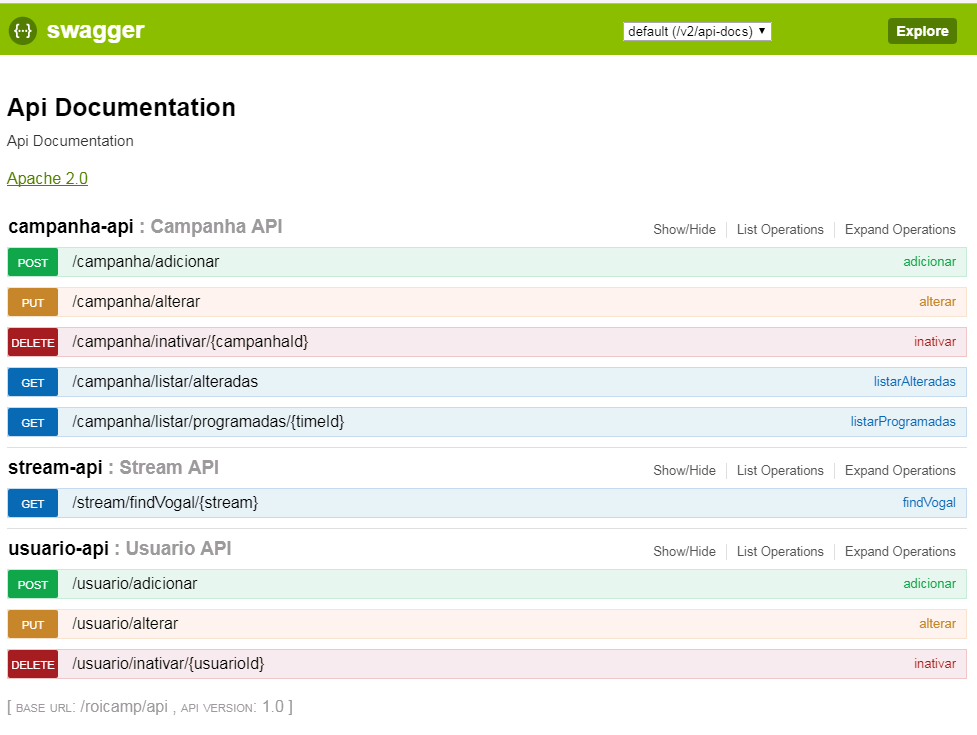 {···} swagger default (/v2/api-docs) ▼ Explore
Api Documentation
Api Documentation
Apache 2.0
campanha-api : Campanha API Show/Hide List Operations Expand Operations
POST /campanha/adicionar adicionar
PUT /campanha/alterar alterar
DELETE /campanha/inativar/{campanhaId} inativar
GET /campanha/listar/alteradas listarAlteradas
GET /campanha/listar/programadas/{timeId} listarProgramadas
stream-api : Stream API Show/Hide List Operations Expand Operations
GET /stream/findVogal/{stream} findVogal
usuario-api : Usuario API Show/Hide List Operations Expand Operations
POST /usuario/adicionar adicionar
PUT /usuario/alterar alterar
DELETE /usuario/inativar/{usuarioId} inativar
[ BASE URL: /roicamp/api , API VERSION: 1.0 ]